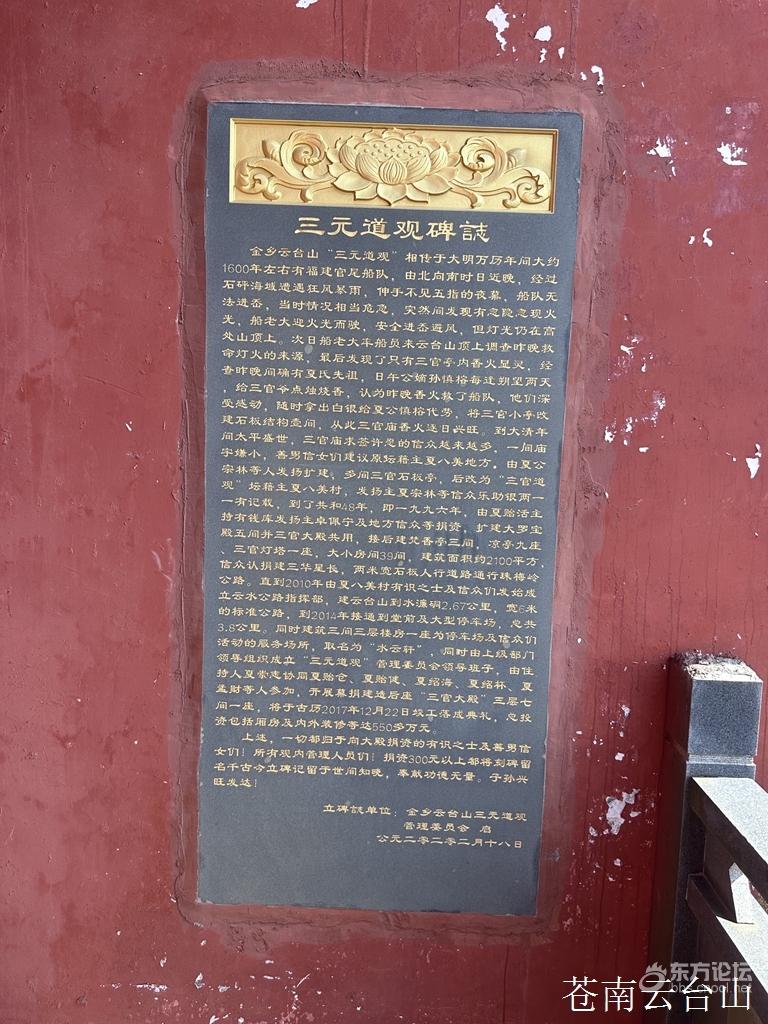 三元道观碑誌
金乡云台山“三元道观”相传于大明万历年间大约
1600年左右有福建官尾船队，由北向南时日近晚，经过
石砰海域遭遇狂风暴雨，伸手不见五指的夜幕，船队无
法进岙，当时情况相当危急，突然间发现有忽隐忽现火
光，船老大迎火光而驶，安全进岙避风，但灯光仍在高
处山顶上。次日船老大率船员来云台山顶上调查昨晚救
命灯火的来源，最后发现了只有三官亭内香火显灵，经
查昨晚间确有夏氏先祖，日午公嫡孙慎榕每逢朔望两天
，给三官爷点烛烧香，认为昨晚香火救了船队，他们深
受感动，随时拿出白银给夏公慎榕代劳，将三官小亭改
建石板结构壹间，从此三官庙香火逐日兴旺。到大清年
间太平盛世，三官庙求签许愿的信众越来越多，一间庙
宇嫌小，善男信女们建议原坛籍主夏八美地方。由夏公
宗林等人发扬扩建，多间三官石板亭，后改为“三官道
观”坛籍主夏八美村，发扬主夏宗林等信众乐助银两一
一有记载，到了共和48年，即一九九六年，由夏贻活主
持有钱库发扬主卓保宁及地方信众等捐资，扩建大罗宝
殿五间并三官大殿共用，接后建梵香亭三间，凉亭九座
、三官灯塔一座，大小房间39间，建筑面积约2100平方，
信众认捐建三华里长，两米宽石板人行道路通行珠梅岭
公路。直到2010年由夏八美村有识之士及信众们发始成
立云水公路指挥部，建云台山到水濂硐2.67公里，宽6米
的标准公路，到2014年接通到堂前及大型停车场，总共
3.8公里。同时建筑三间三层楼房一座为停车场及信众们
活动的服务场所，取名为“水云轩”，同时由上级部门
领导组织成立“三元道观”管理委员会领导班子，由住
持人夏崇志协同夏贻仓、夏贻健、夏绍海、夏绍杯、夏
孟财等人参加，开展募捐建造后座“三官大殿”三层七
间一座，将于古历2017年12月22日竣工落成典礼，总投
资包括厢房及内外装修等达550多万元。
上述，一切都归于向大殿捐资的有识之士及善男信
女们！所有观内管理人员们！捐资300元以上都将刻碑留
名千古今立碑记留于世间知晓，奉献功德无量。子孙兴
旺发达！
立碑誌单位：金乡云台山三元道观
管理委员会 启
公元二零二零二月十八日
东方论坛
苍南云台山